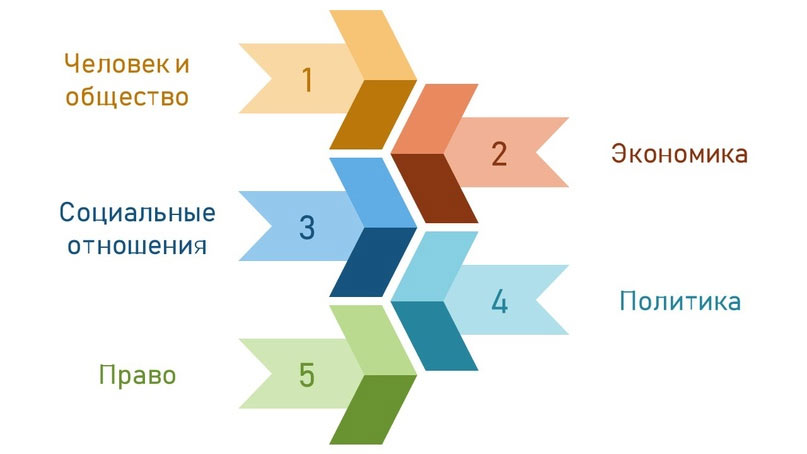 Человек и
общество
1
2
Экономика
Социальные
отношения
3
4
Политика
Право
5